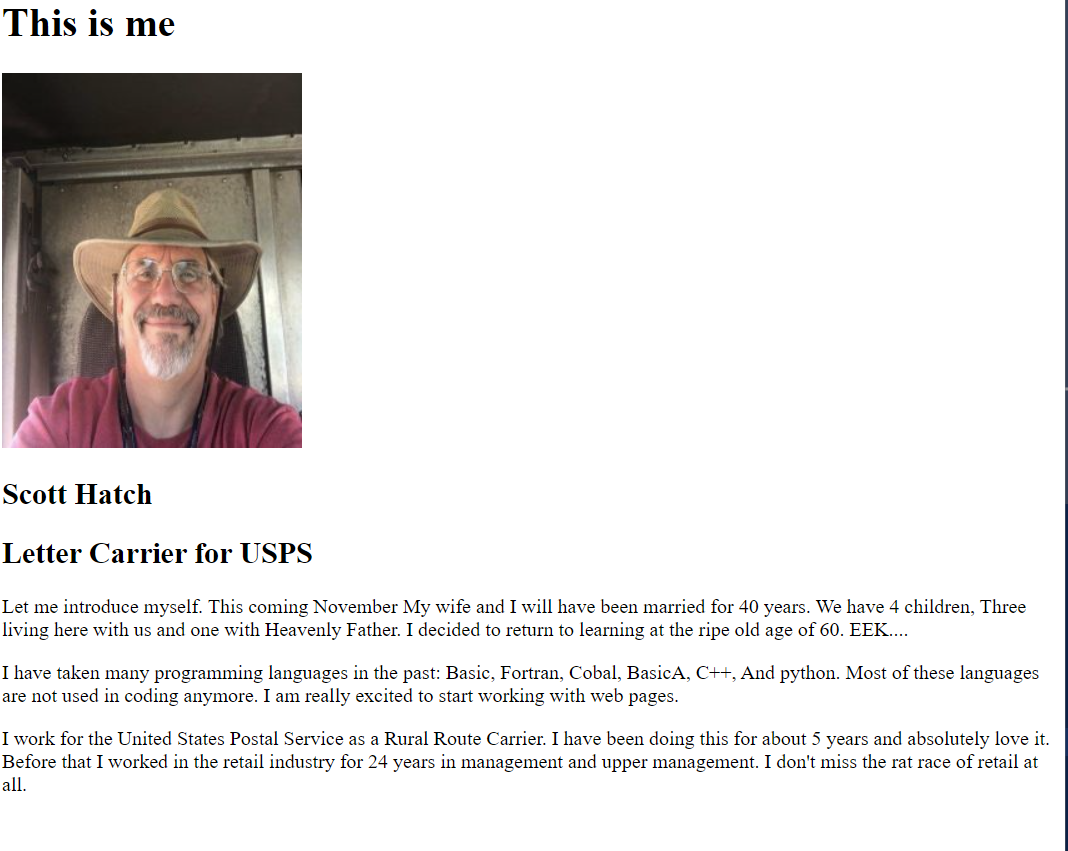 This is me
Scott Hatch
Letter Carrier for USPS
Let me introduce myself. This coming November My wife and I will have been married for 40 years. We have 4 children, Three
living here with us and one with Heavenly Father. I decided to return to learning at the ripe old age of 60. EEK....
I have taken many programming languages in the past: Basic, Fortran, Cobal, BasicA, C++, And python. Most of these languages
are not used in coding anymore. I am really excited to start working with web pages.
I work for the United States Postal Service as a Rural Route Carrier. I have been doing this for about 5 years and absolutely love it.
Before that I worked in the retail industry for 24 years in management and upper management. I don't miss the rat race of retail at
all.